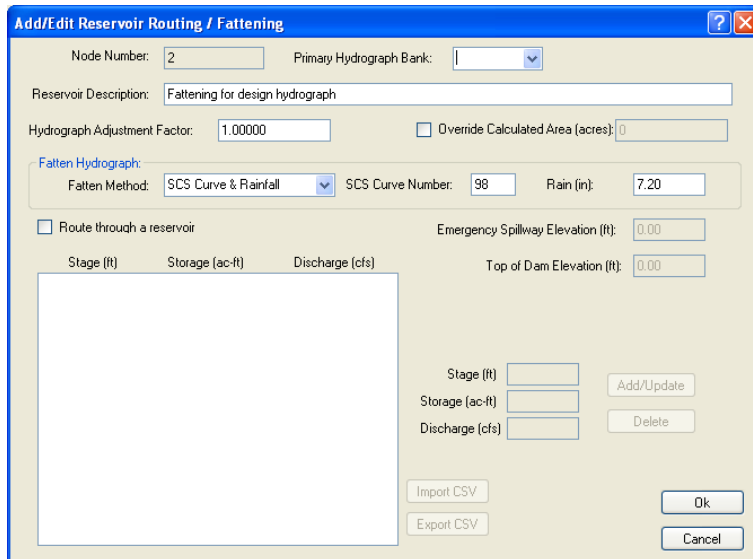 Add/Edit Reservoir Routing / Fattening
Node Number: 2 Primary Hydrograph Bank:
Reservoir Description: Fattening for design hydrograph
Hydrograph Adjustment Factor: 1.00000 Override Calculated Area (acres): 0
Fatten Hydrograph:
Fatten Method: SCS Curve & Rainfall SCS Curve Number: 98 Rain (in): 7.20
Route through a reservoir Emergency Spillway Elevation (ft): 0.00
Stage (ft) Storage (ac-ft) Discharge (cfs) Top of Dam Elevation (ft): 0.00
Stage (ft)
Add/Update
Storage (ac-ft)
Discharge (cfs) Delete
Import CSV
Ok
Export CSV
Cancel